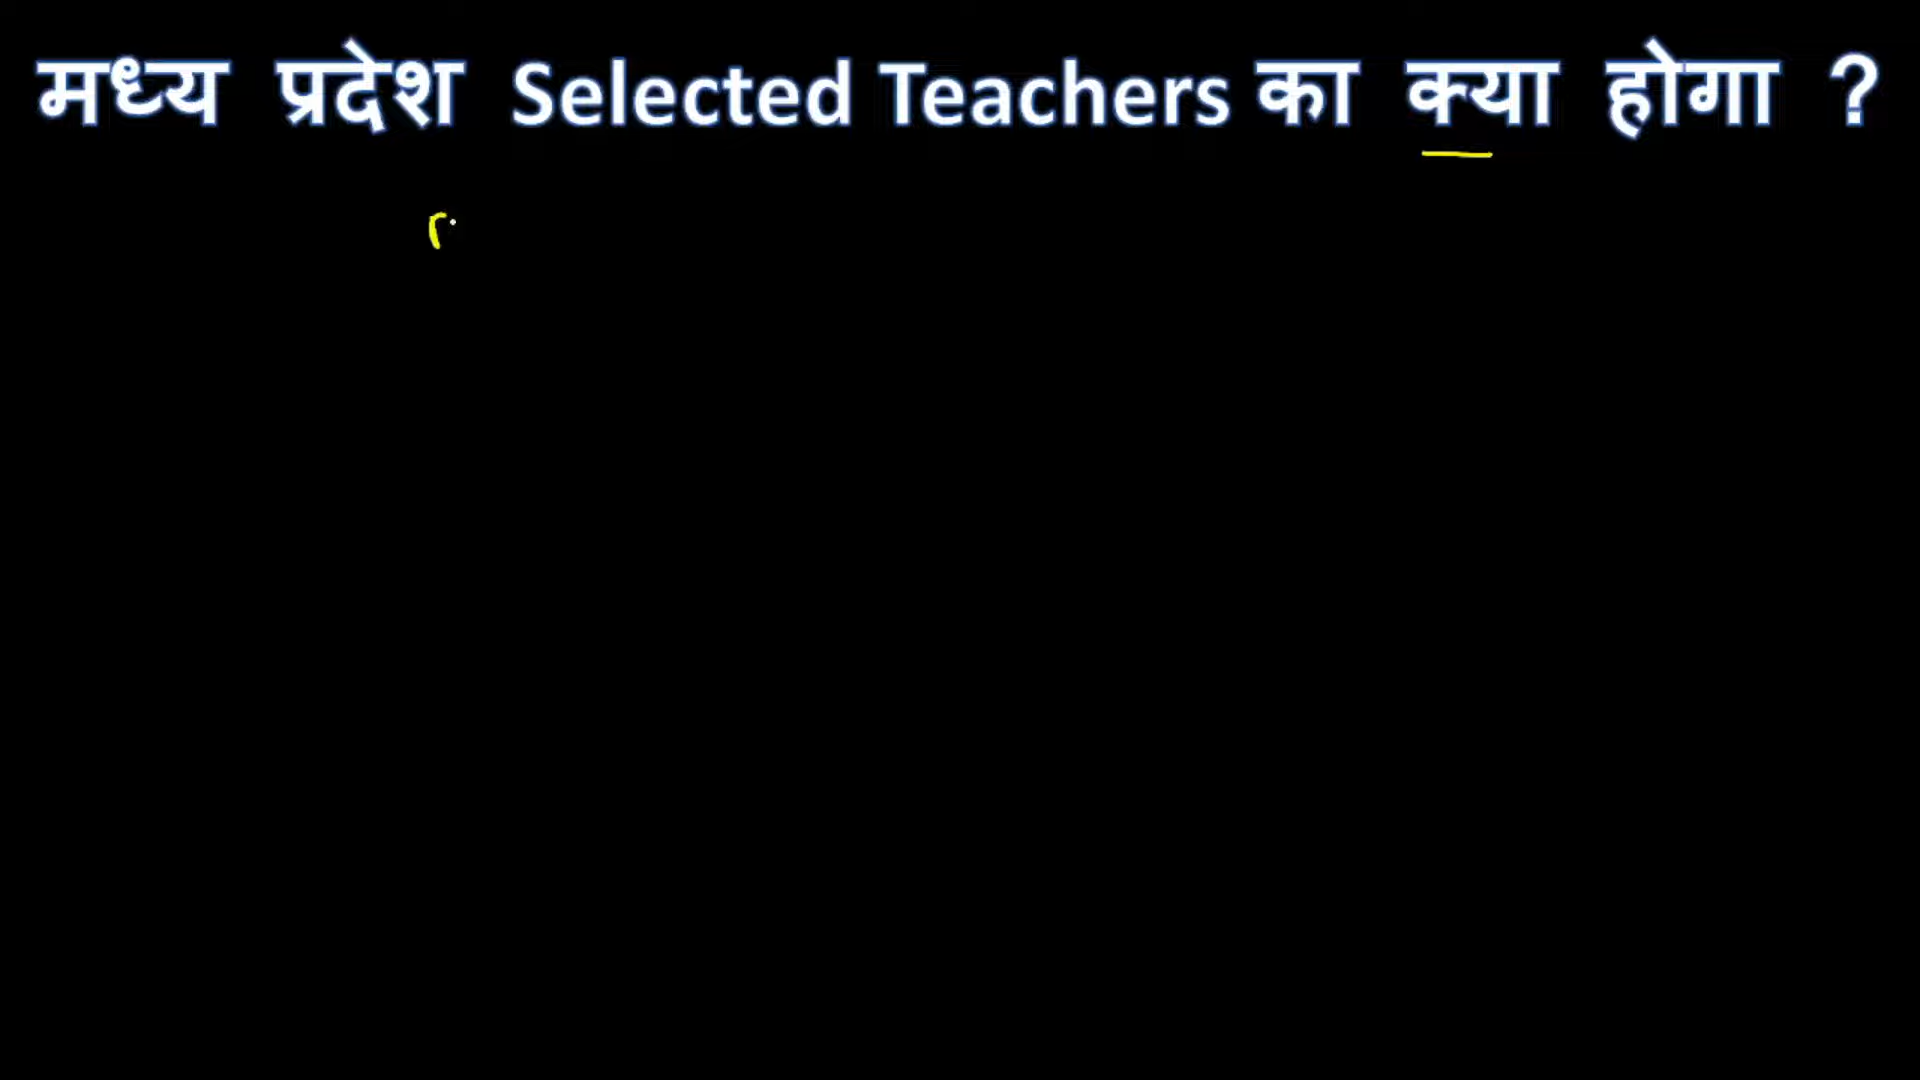 मध्य प्रदेश Selected Teachers का क्या होगा ?